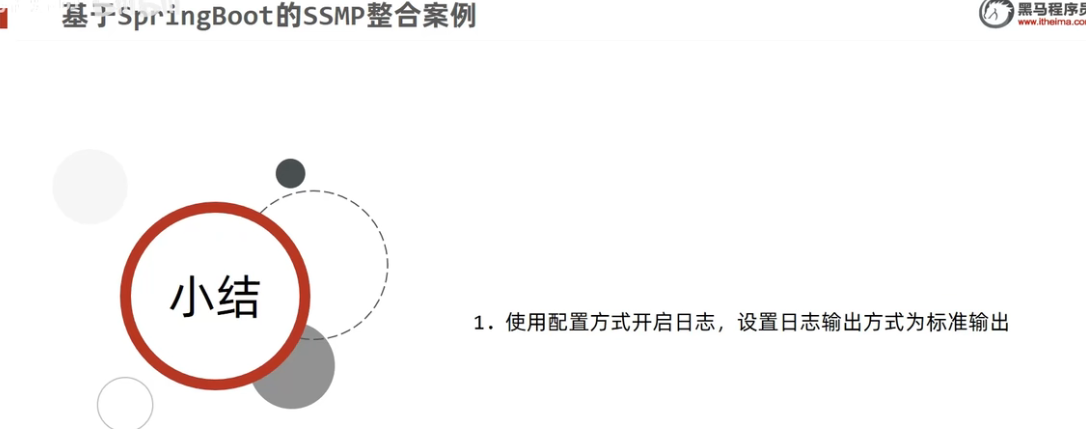 基于SpringBoot的SSMP整合案例
黑马程序员
www.itheima.com
小结
1. 使用配置方式开启日志，设置日志输出方式为标准输出